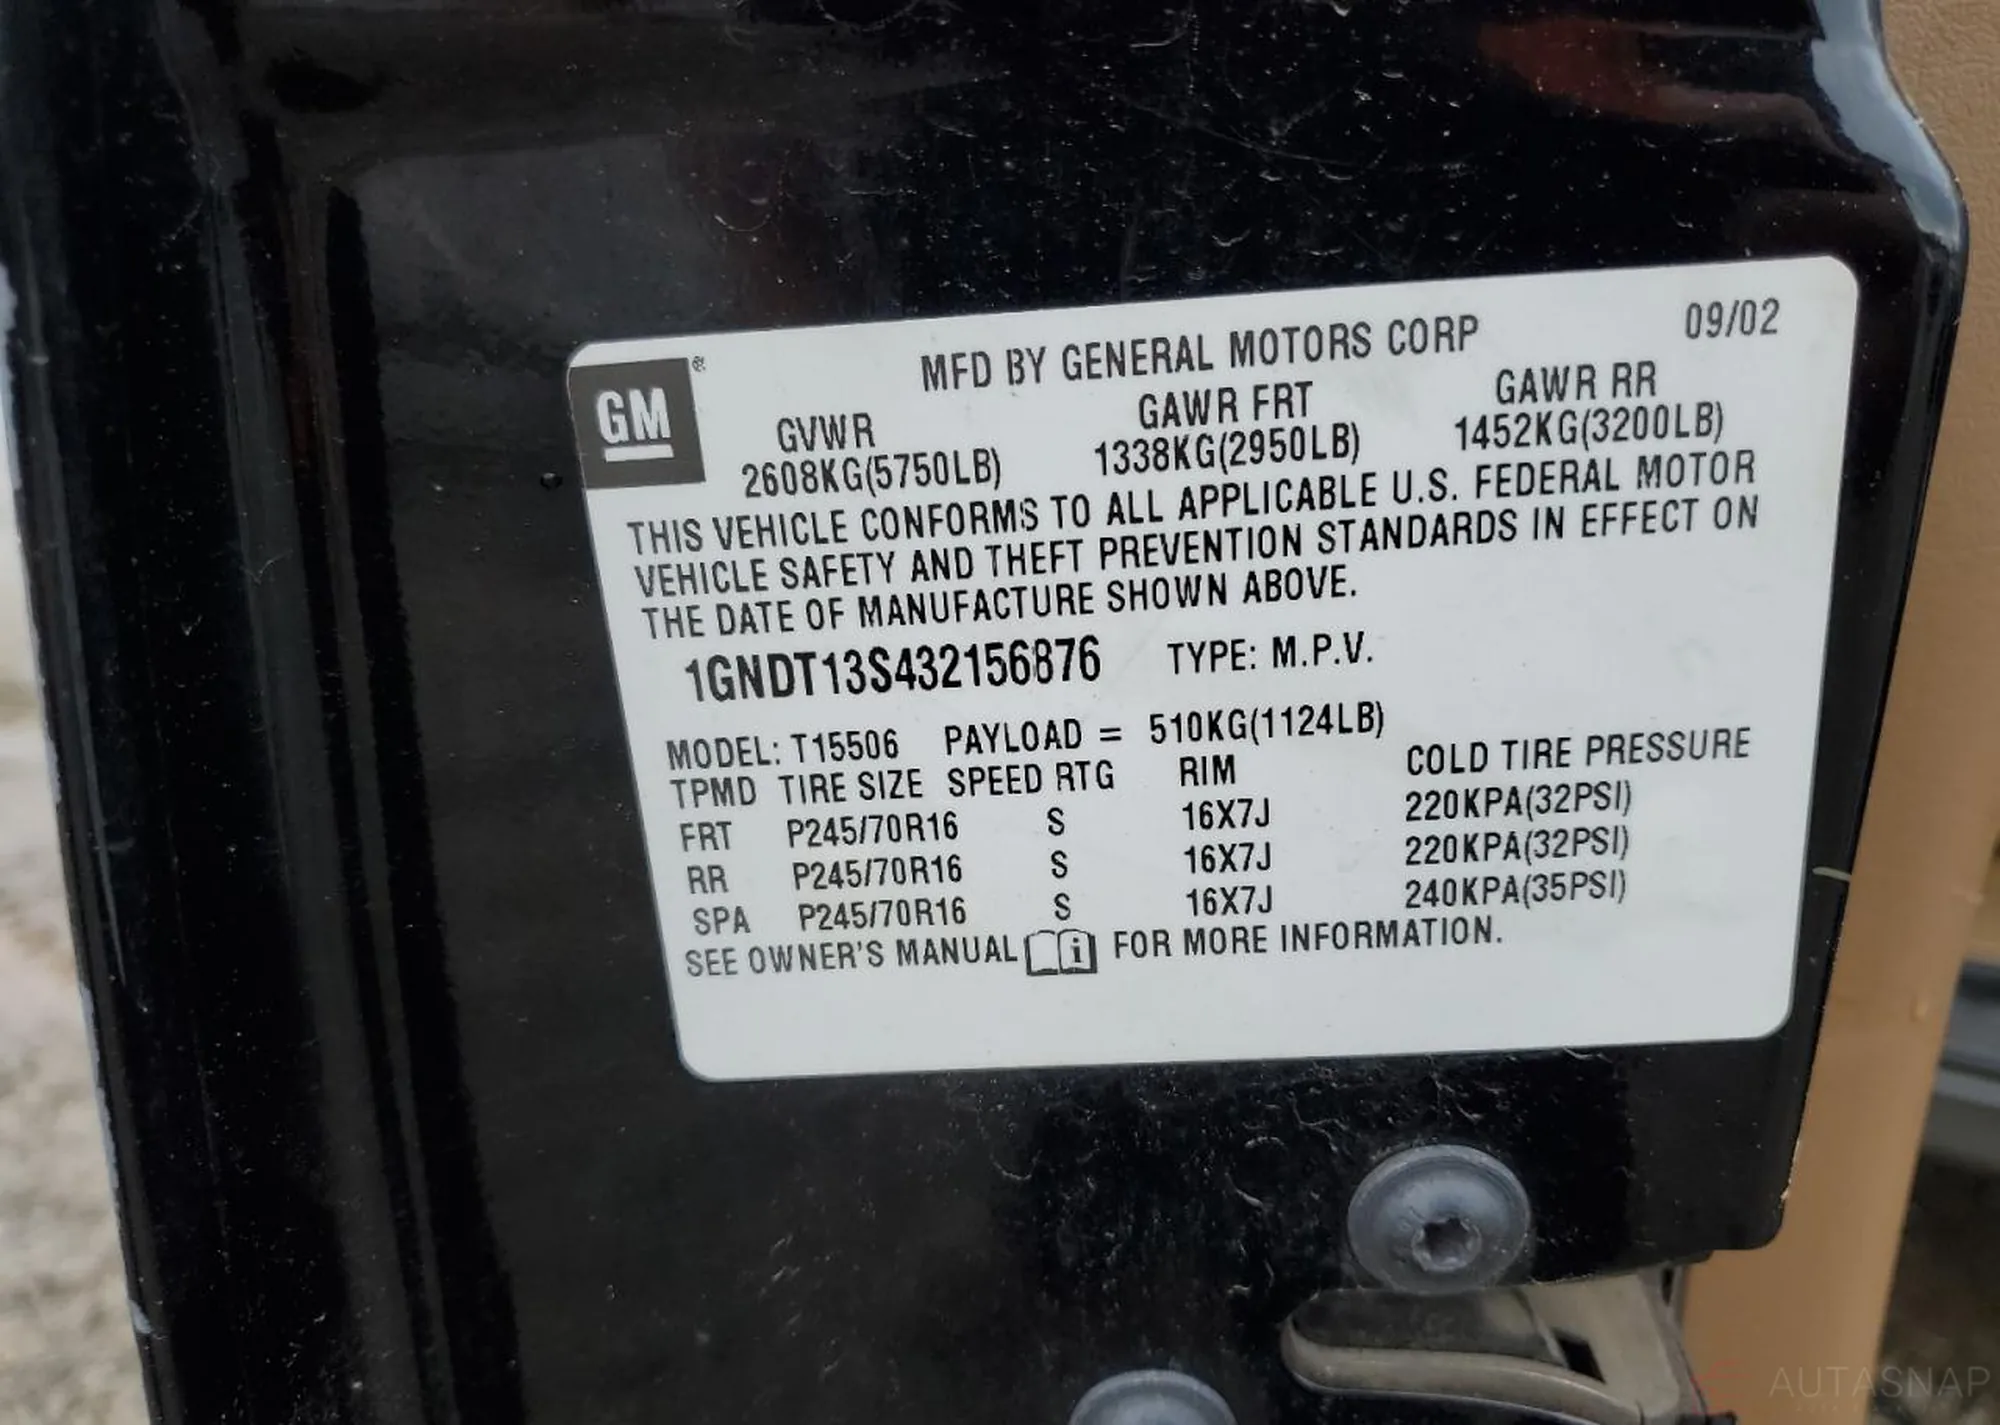 MFD BY GENERAL MOTORS CORP 09/02
GM ®
GVWR GAWR FRT GAWR RR
2608KG(5750LB) 1338KG(2950LB) 1452KG(3200LB)
THIS VEHICLE CONFORMS TO ALL APPLICABLE U.S. FEDERAL MOTOR
VEHICLE SAFETY AND THEFT PREVENTION STANDARDS IN EFFECT ON
THE DATE OF MANUFACTURE SHOWN ABOVE.
1GNDT13S432156876 TYPE: M.P.V.
MODEL: T15506 PAYLOAD = 510KG(1124LB)
TPMD TIRE SIZE SPEED RTG RIM COLD TIRE PRESSURE
FRT P245/70R16 S 16X7J 220KPA(32PSI)
RR P245/70R16 S 16X7J 220KPA(32PSI)
SPA P245/70R16 S 16X7J 240KPA(35PSI)
SEE OWNER'S MANUAL i FOR MORE INFORMATION.
AUTASNAP